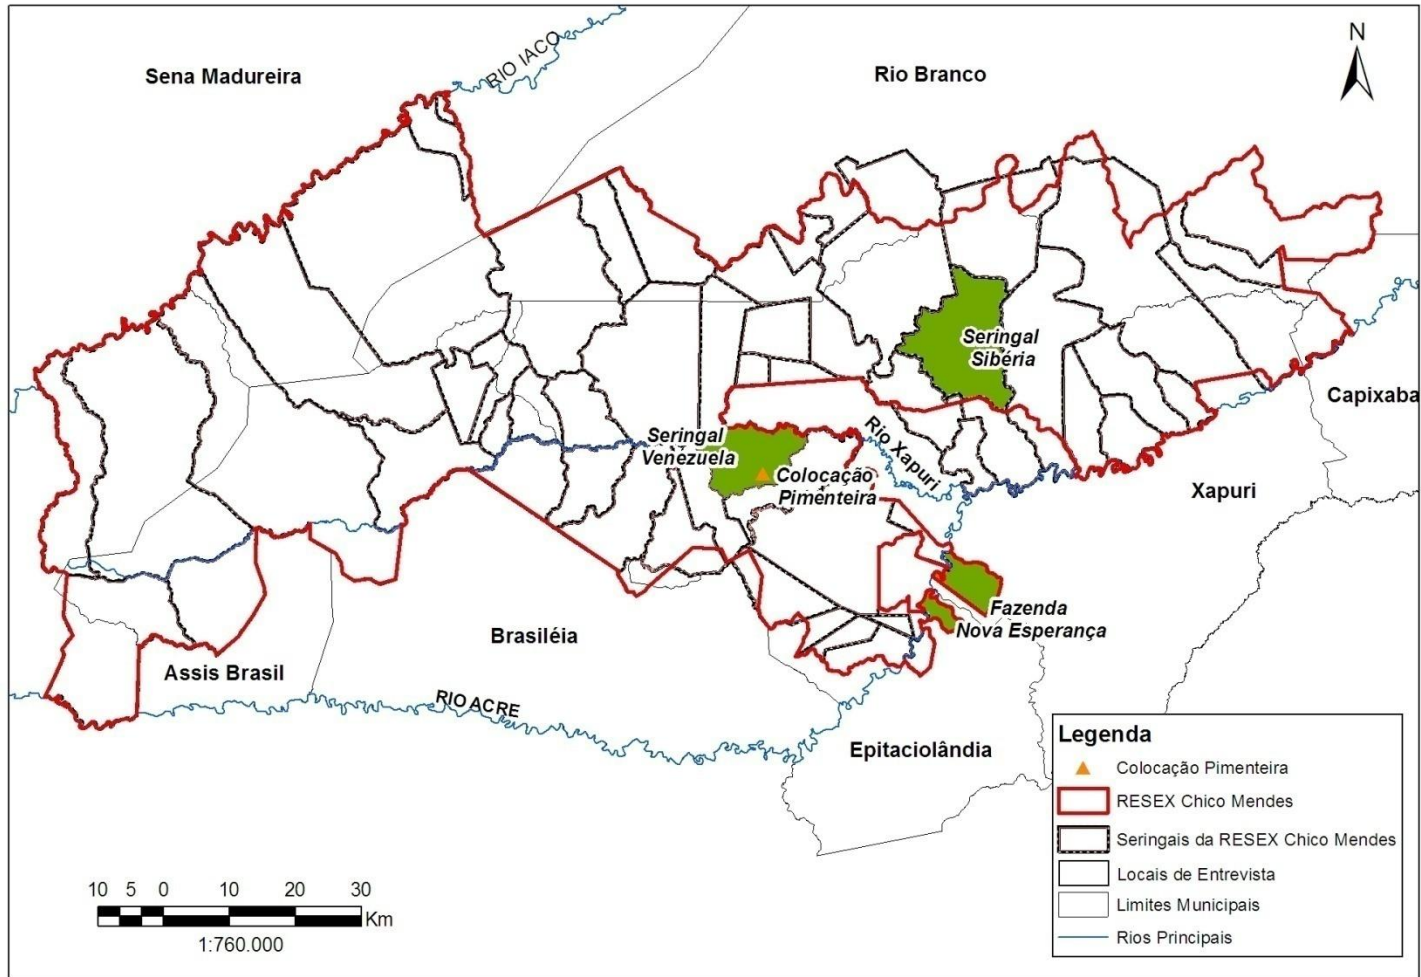 N
RIO IACO
Sena Madureira
Rio Branco
Seringal
Sibéria
Capixaba
Rio Xapuri
Seringal
Venezuela
Colocação
Pimenteira
Xapuri
Fazenda
Nova Esperança
Brasiléia
Assis Brasil
RIO ACRE
Epitaciolândia
Legenda
Colocação Pimenteira
RESEX Chico Mendes
Seringais da RESEX Chico Mendes
Locais de Entrevista
Limites Municipais
Rios Principais
10 5 0 10 20 30
Km
1:760.000